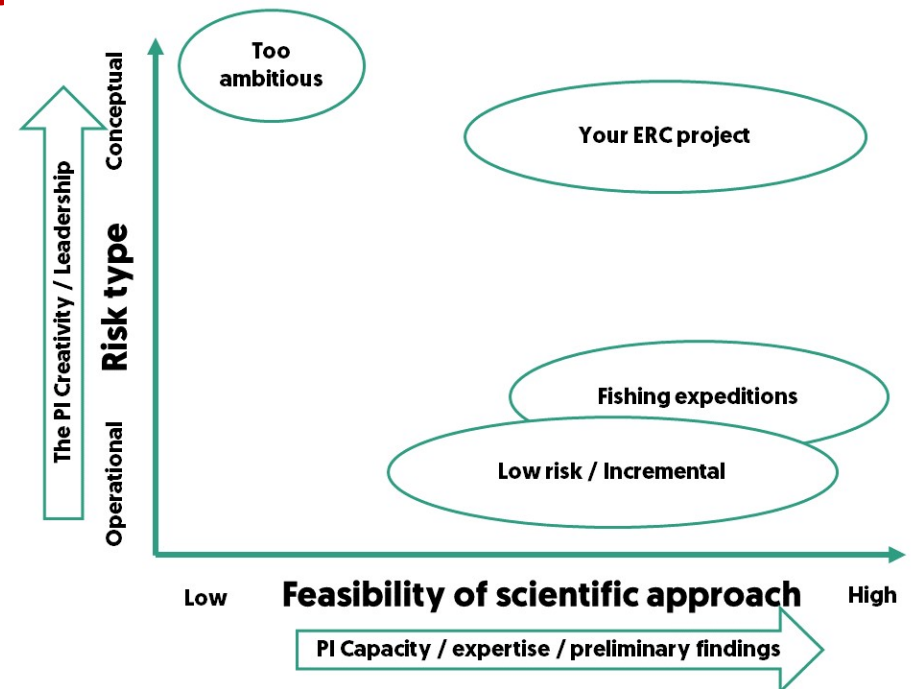 Too
ambitious
Your ERC project
Conceptual
Risk type
The PI Creativity / Leadership
Operational
Fishing expeditions
Low risk / Incremental
Low
Feasibility of scientific approach
High
PI Capacity / expertise / preliminary findings